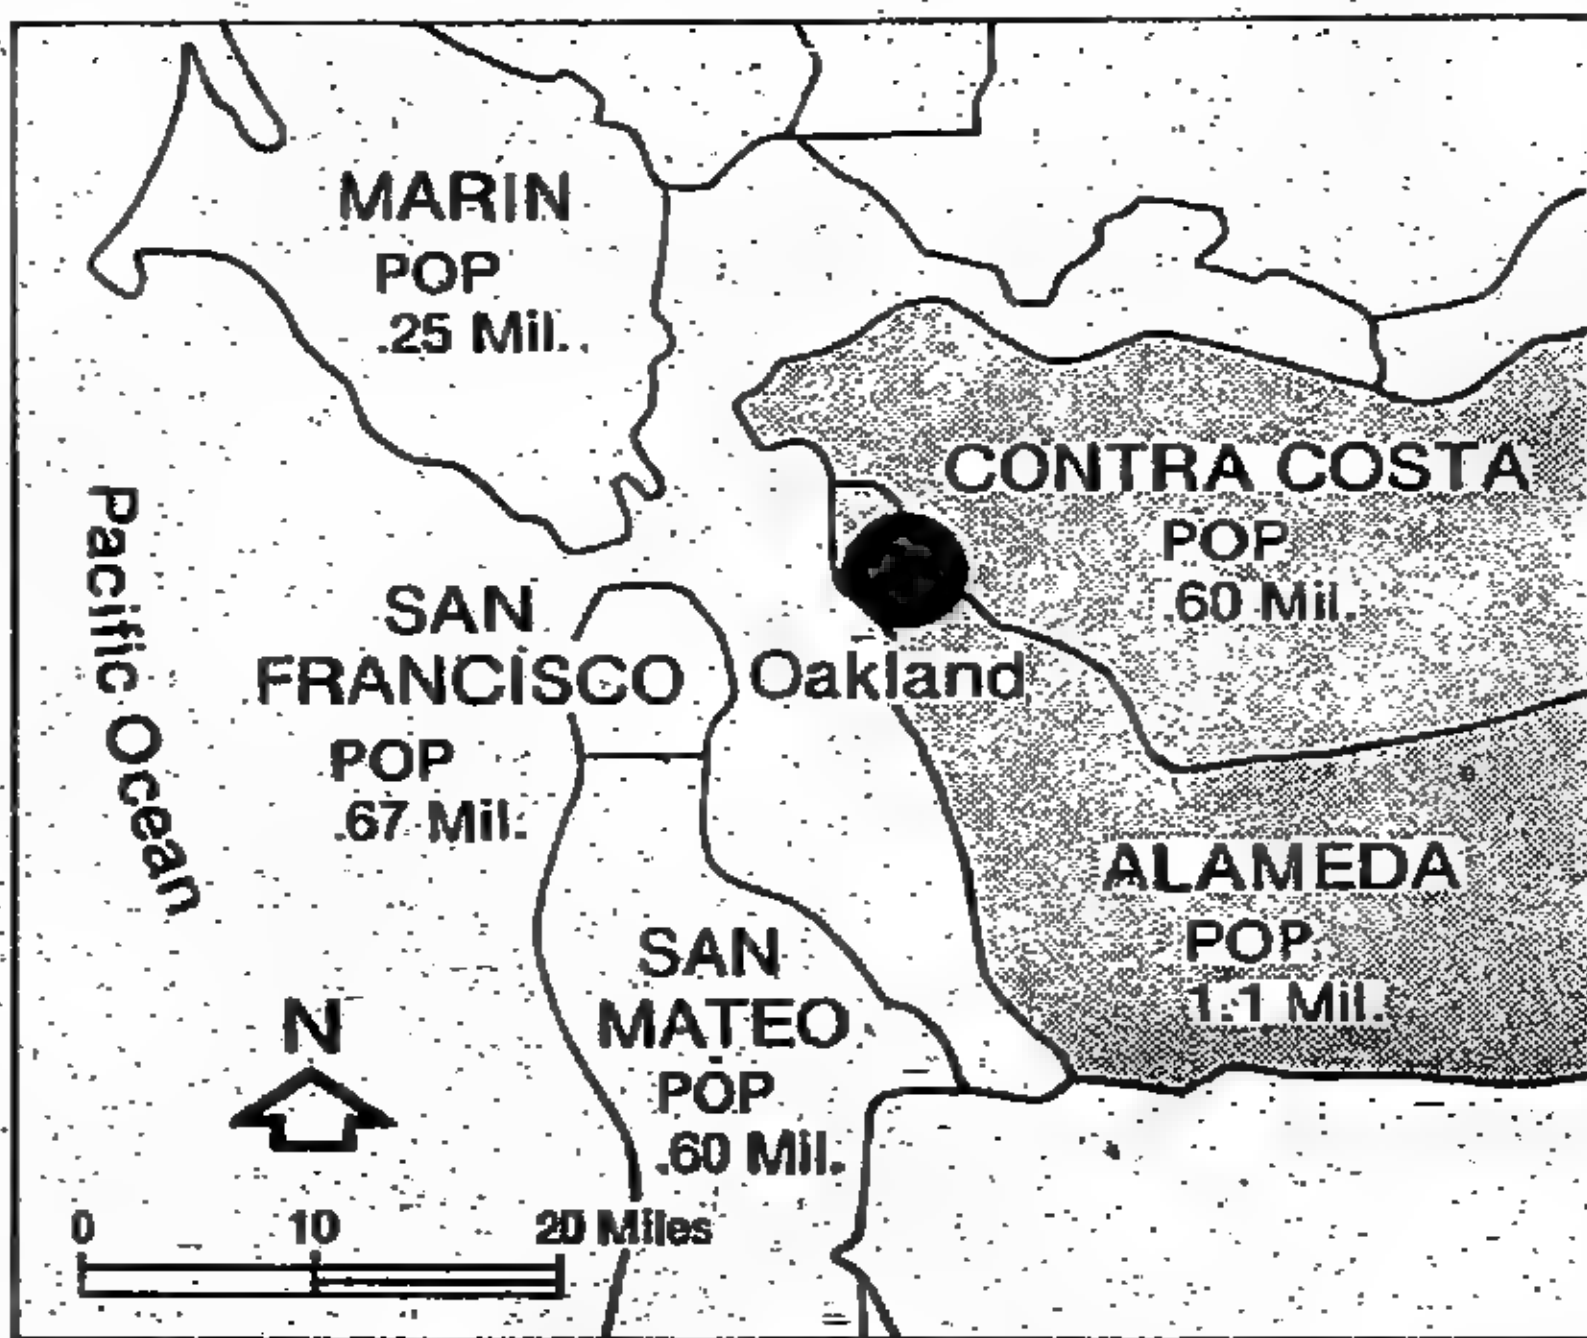 MARIN
POP
.25 Mil.
CONTRA COSTA
POP
.60 Mil.
Pacific Ocean
SAN
FRANCISCO
POP
.67 Mil.
Oakland
ALAMEDA
POP
1.1 Mil.
SAN
MATEO
POP
.60 Mil.
N
0 10 20 Miles